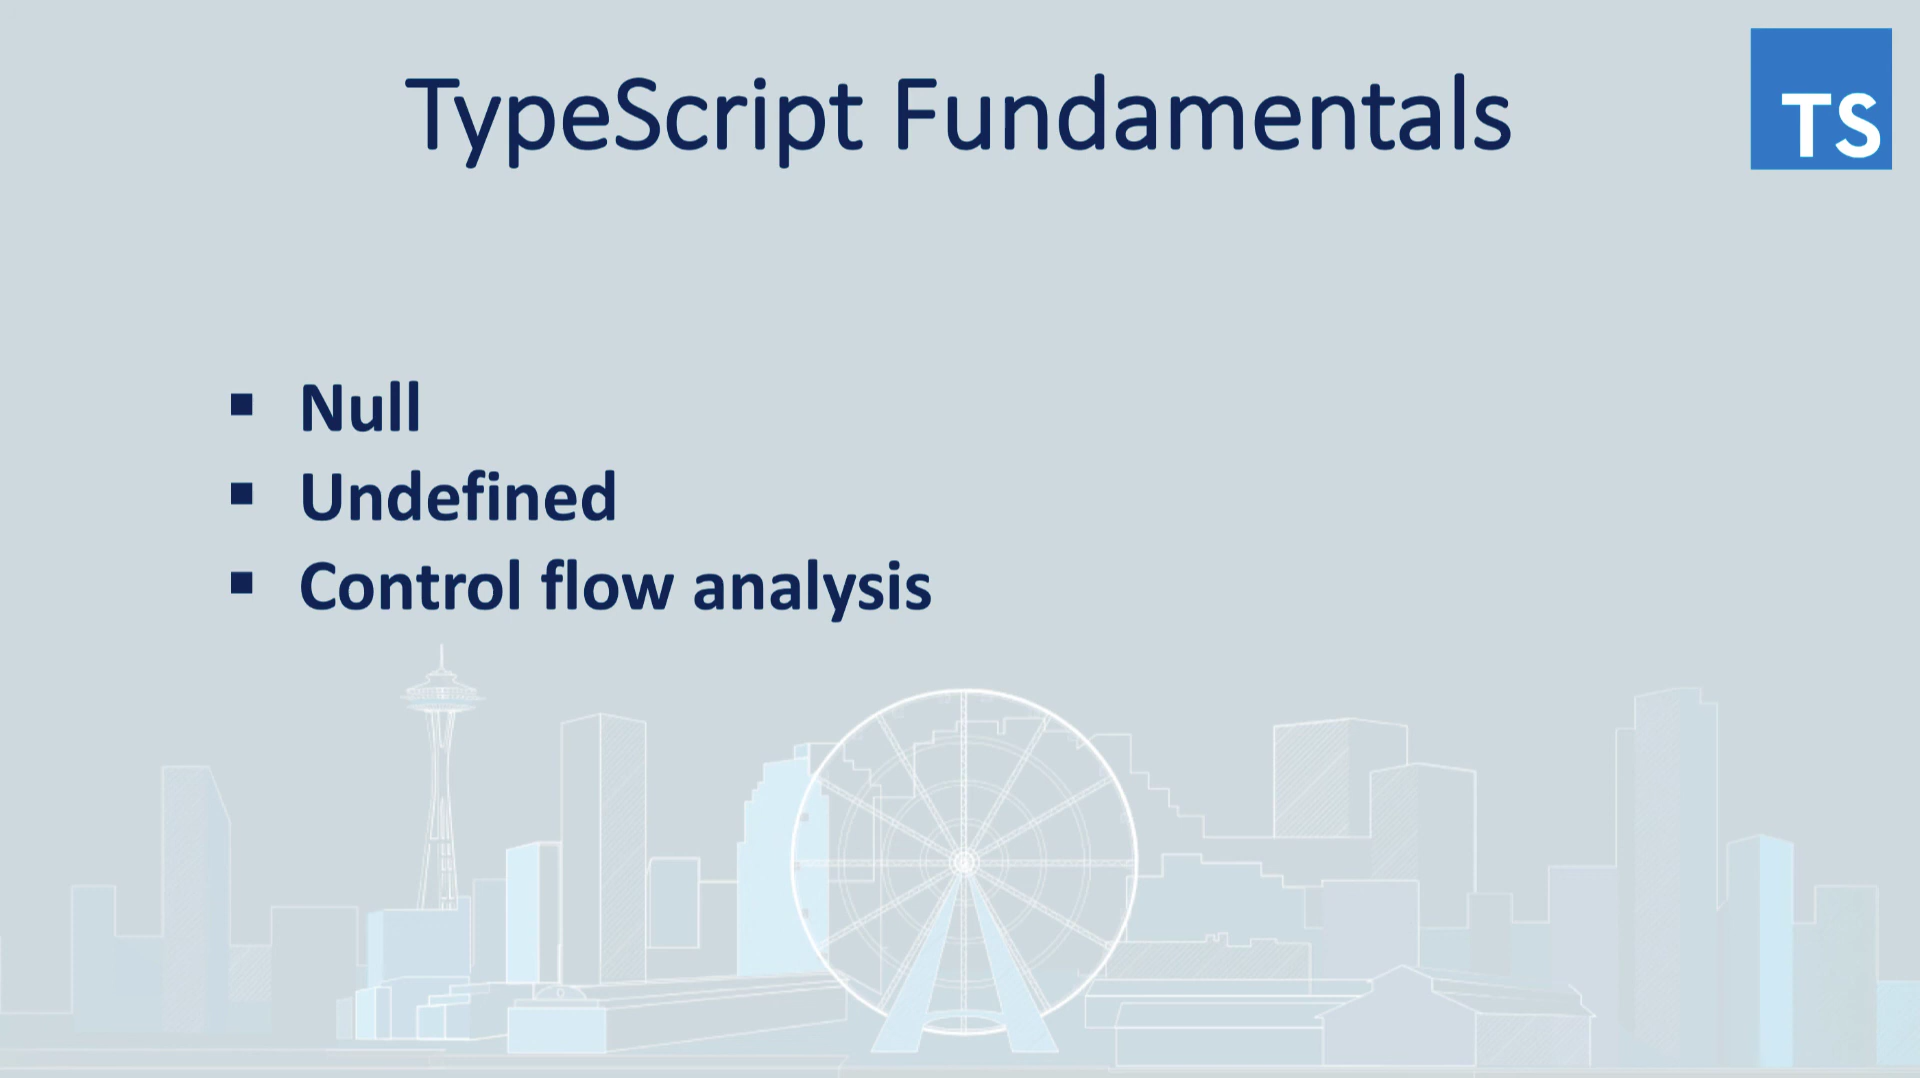 TypeScript Fundamentals
TS
▪ Null
▪ Undefined
▪ Control flow analysis